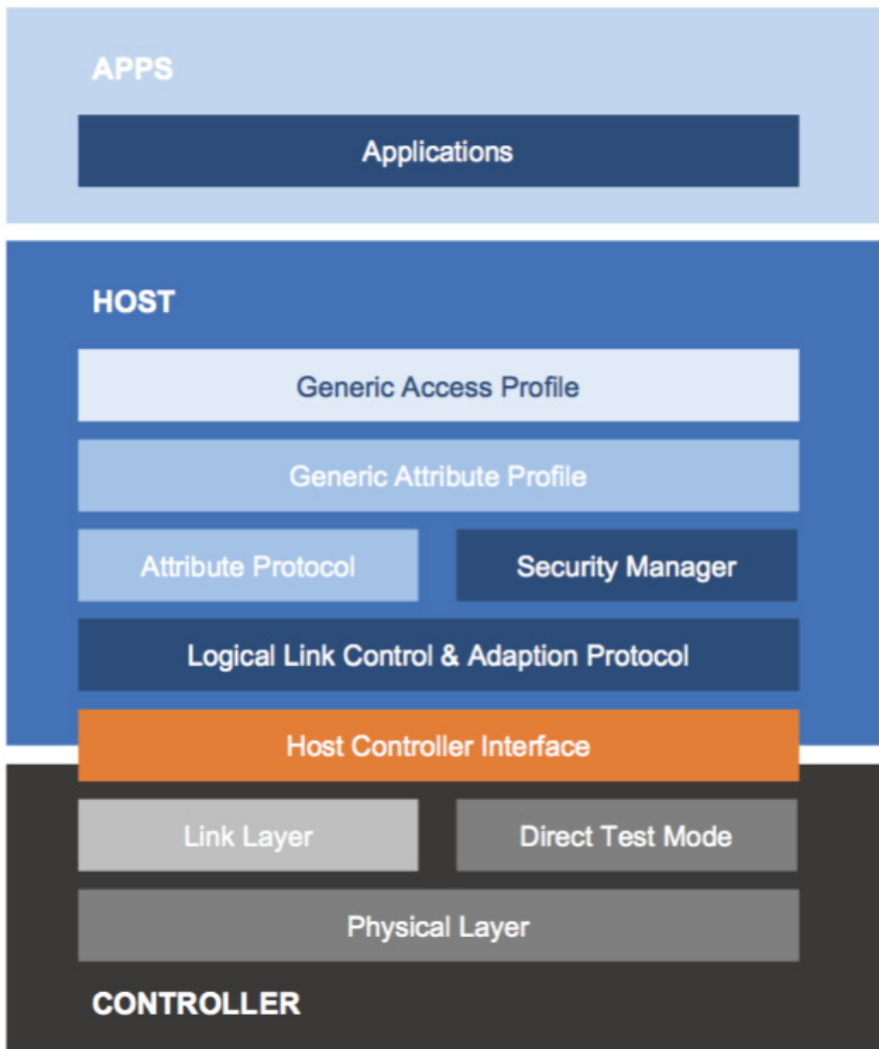 APPS
Applications
HOST
Generic Access Profile
Generic Attribute Profile
Attribute Protocol
Security Manager
Logical Link Control & Adaption Protocol
Host Controller Interface
Link Layer
Direct Test Mode
Physical Layer
CONTROLLER